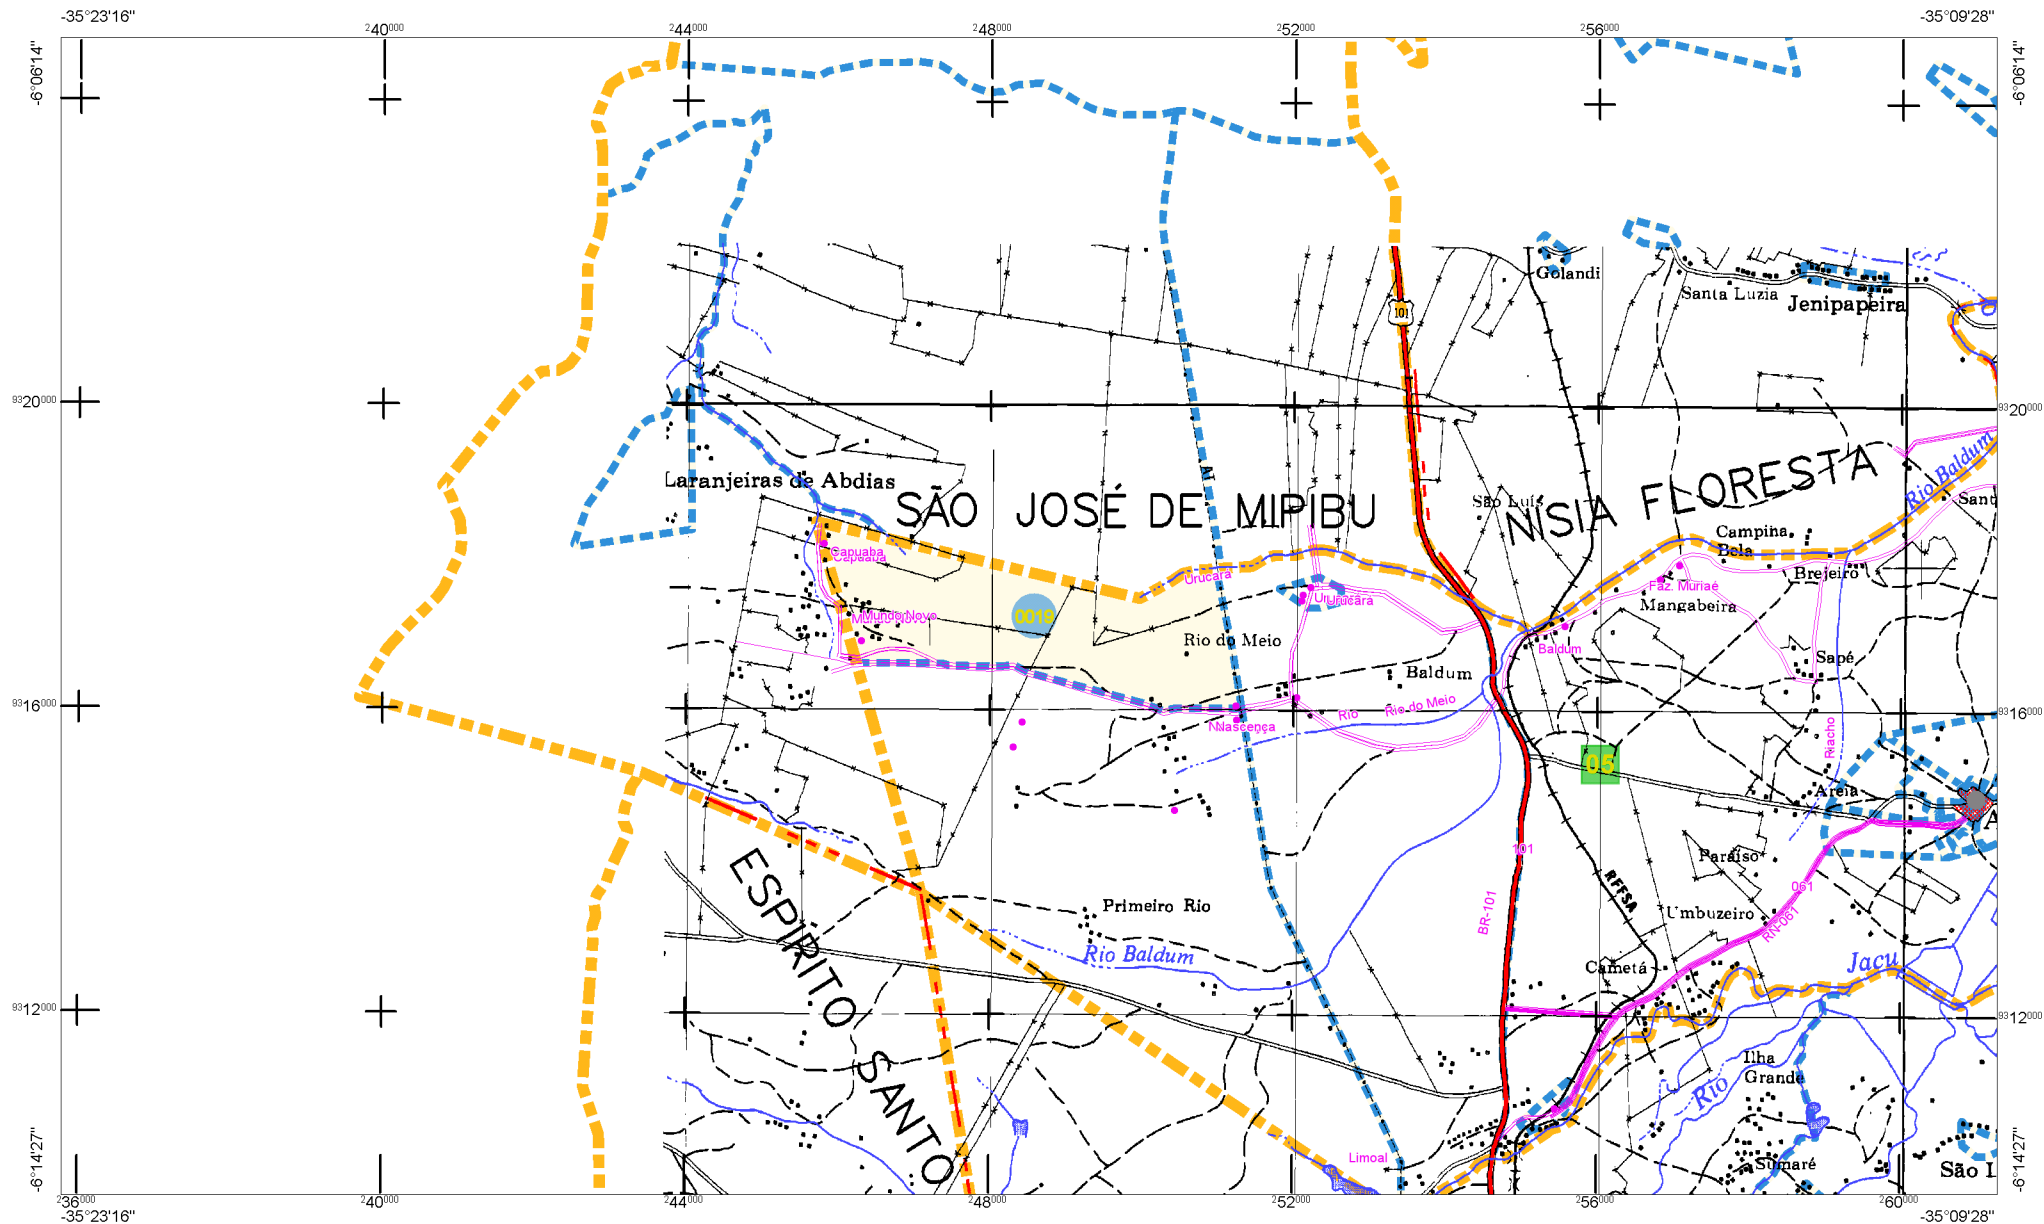 -35°23'16"
-35°09'28"
240000
244000
248000
252000
256000
-6°06'14"
-6°06'14"
Golandi
Santa Luzia
Jenipapeira
101
9320000
9320000
Laranjeiras de Abdias
SÃO JOSÉ DE MIPIBU
São Luís
NÍSIA FLORESTA
Rio Baldum
Sant
Campina
Bela
Capuaba
Capuaba
Urucara
Brejeiro
Faz. Muriaé
Mangabeira
Urucará
Mundo Novo
0019
Rio do Meio
Baldum
Sapé
Baldum
Rio
Rio do Meio
Nascença
9316000
9316000
Riacho
05
Areia
A
101
Paraíso
061
ESPÍRITO SANTO
Primeiro Rio
BR-101
RFFSA
Umbuzeiro
RN-061
Rio Baldum
Cametá
Jacu
9312000
9312000
Ilha
Grande
Rio
Limoal
Sumaré
São I
-6°14'27"
-6°14'27"
236000
240000
244000
248000
252000
256000
260000
-35°23'16"
-35°09'28"